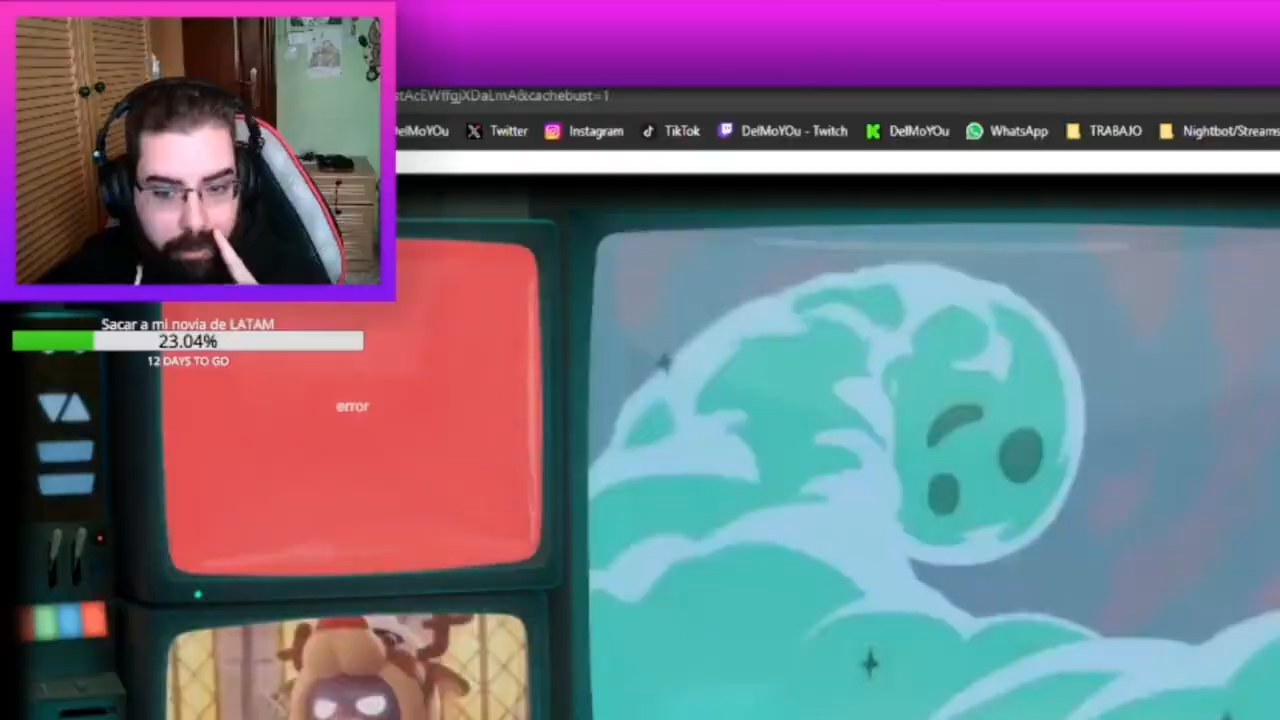 stAcEWffgjXDaLmA&cachebust=1
DelMoYOu Twitter Instagram TikTok DelMoYOu - Twitch DelMoYOu WhatsApp TRABAJO Nightbot/Streams
Sacar a mi novia de LATAM
23.04%
12 DAYS TO GO
error